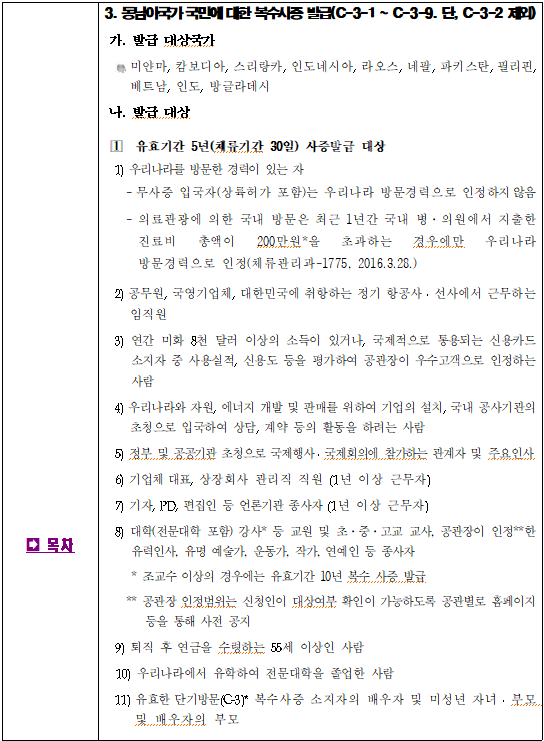 3. 동남아국가 국민에 대한 복수사증 발급(C-3-1 ~ C-3-9. 단, C-3-2 제외)
가. 발급 대상국가
미얀마, 캄보디아, 스리랑카, 인도네시아, 라오스, 네팔, 파키스탄, 필리핀,
베트남, 인도, 방글라데시
나. 발급 대상
1 유효기간 5년(체류기간 30일) 사증발급 대상
1) 우리나라를 방문한 경력이 있는 자
- 무사증 입국자(상륙허가 포함)는 우리나라 방문경력으로 인정하지 않음
- 의료관광에 의한 국내 방문은 최근 1년간 국내 병·의원에서 지출한
진료비 총액이 200만원*을 초과하는 경우에만 우리나라
방문경력으로 인정(체류관리과-1775, 2016.3.28.)
2) 공무원, 국영기업체, 대한민국에 취항하는 정기 항공사·선사에서 근무하는
임직원
3) 연간 미화 8천 달러 이상의 소득이 있거나, 국제적으로 통용되는 신용카드
소지자 중 사용실적, 신용도 등을 평가하여 공관장이 우수고객으로 인정하는
사람
4) 우리나라와 자원, 에너지 개발 및 판매를 위하여 기업의 설치, 국내 공사기관의
초청으로 입국하여 상담, 계약 등의 활동을 하려는 사람
5) 정부 및 공공기관 초청으로 국제행사·국제회의에 참가하는 관계자 및 주요인사
6) 기업체 대표, 상장회사 관리직 직원 (1년 이상 근무자)
7) 기자, PD, 편집인 등 언론기관 종사자 (1년 이상 근무자)
➡ 목차
8) 대학(전문대학 포함) 강사* 등 교원 및 초·중·고교 교사, 공관장이 인정**한
유력인사, 유명 예술가, 운동가, 작가, 연예인 등 종사자
* 조교수 이상의 경우에는 유효기간 10년 복수 사증 발급
** 공관장 인정범위는 신청인이 대상여부 확인이 가능하도록 공관별로 홈페이지
등을 통해 사전 공지
9) 퇴직 후 연금을 수령하는 55세 이상인 사람
10) 우리나라에서 유학하여 전문대학을 졸업한 사람
11) 유효한 단기방문(C-3)* 복수사증 소지자의 배우자 및 미성년 자녀·부모
및 배우자의 부모